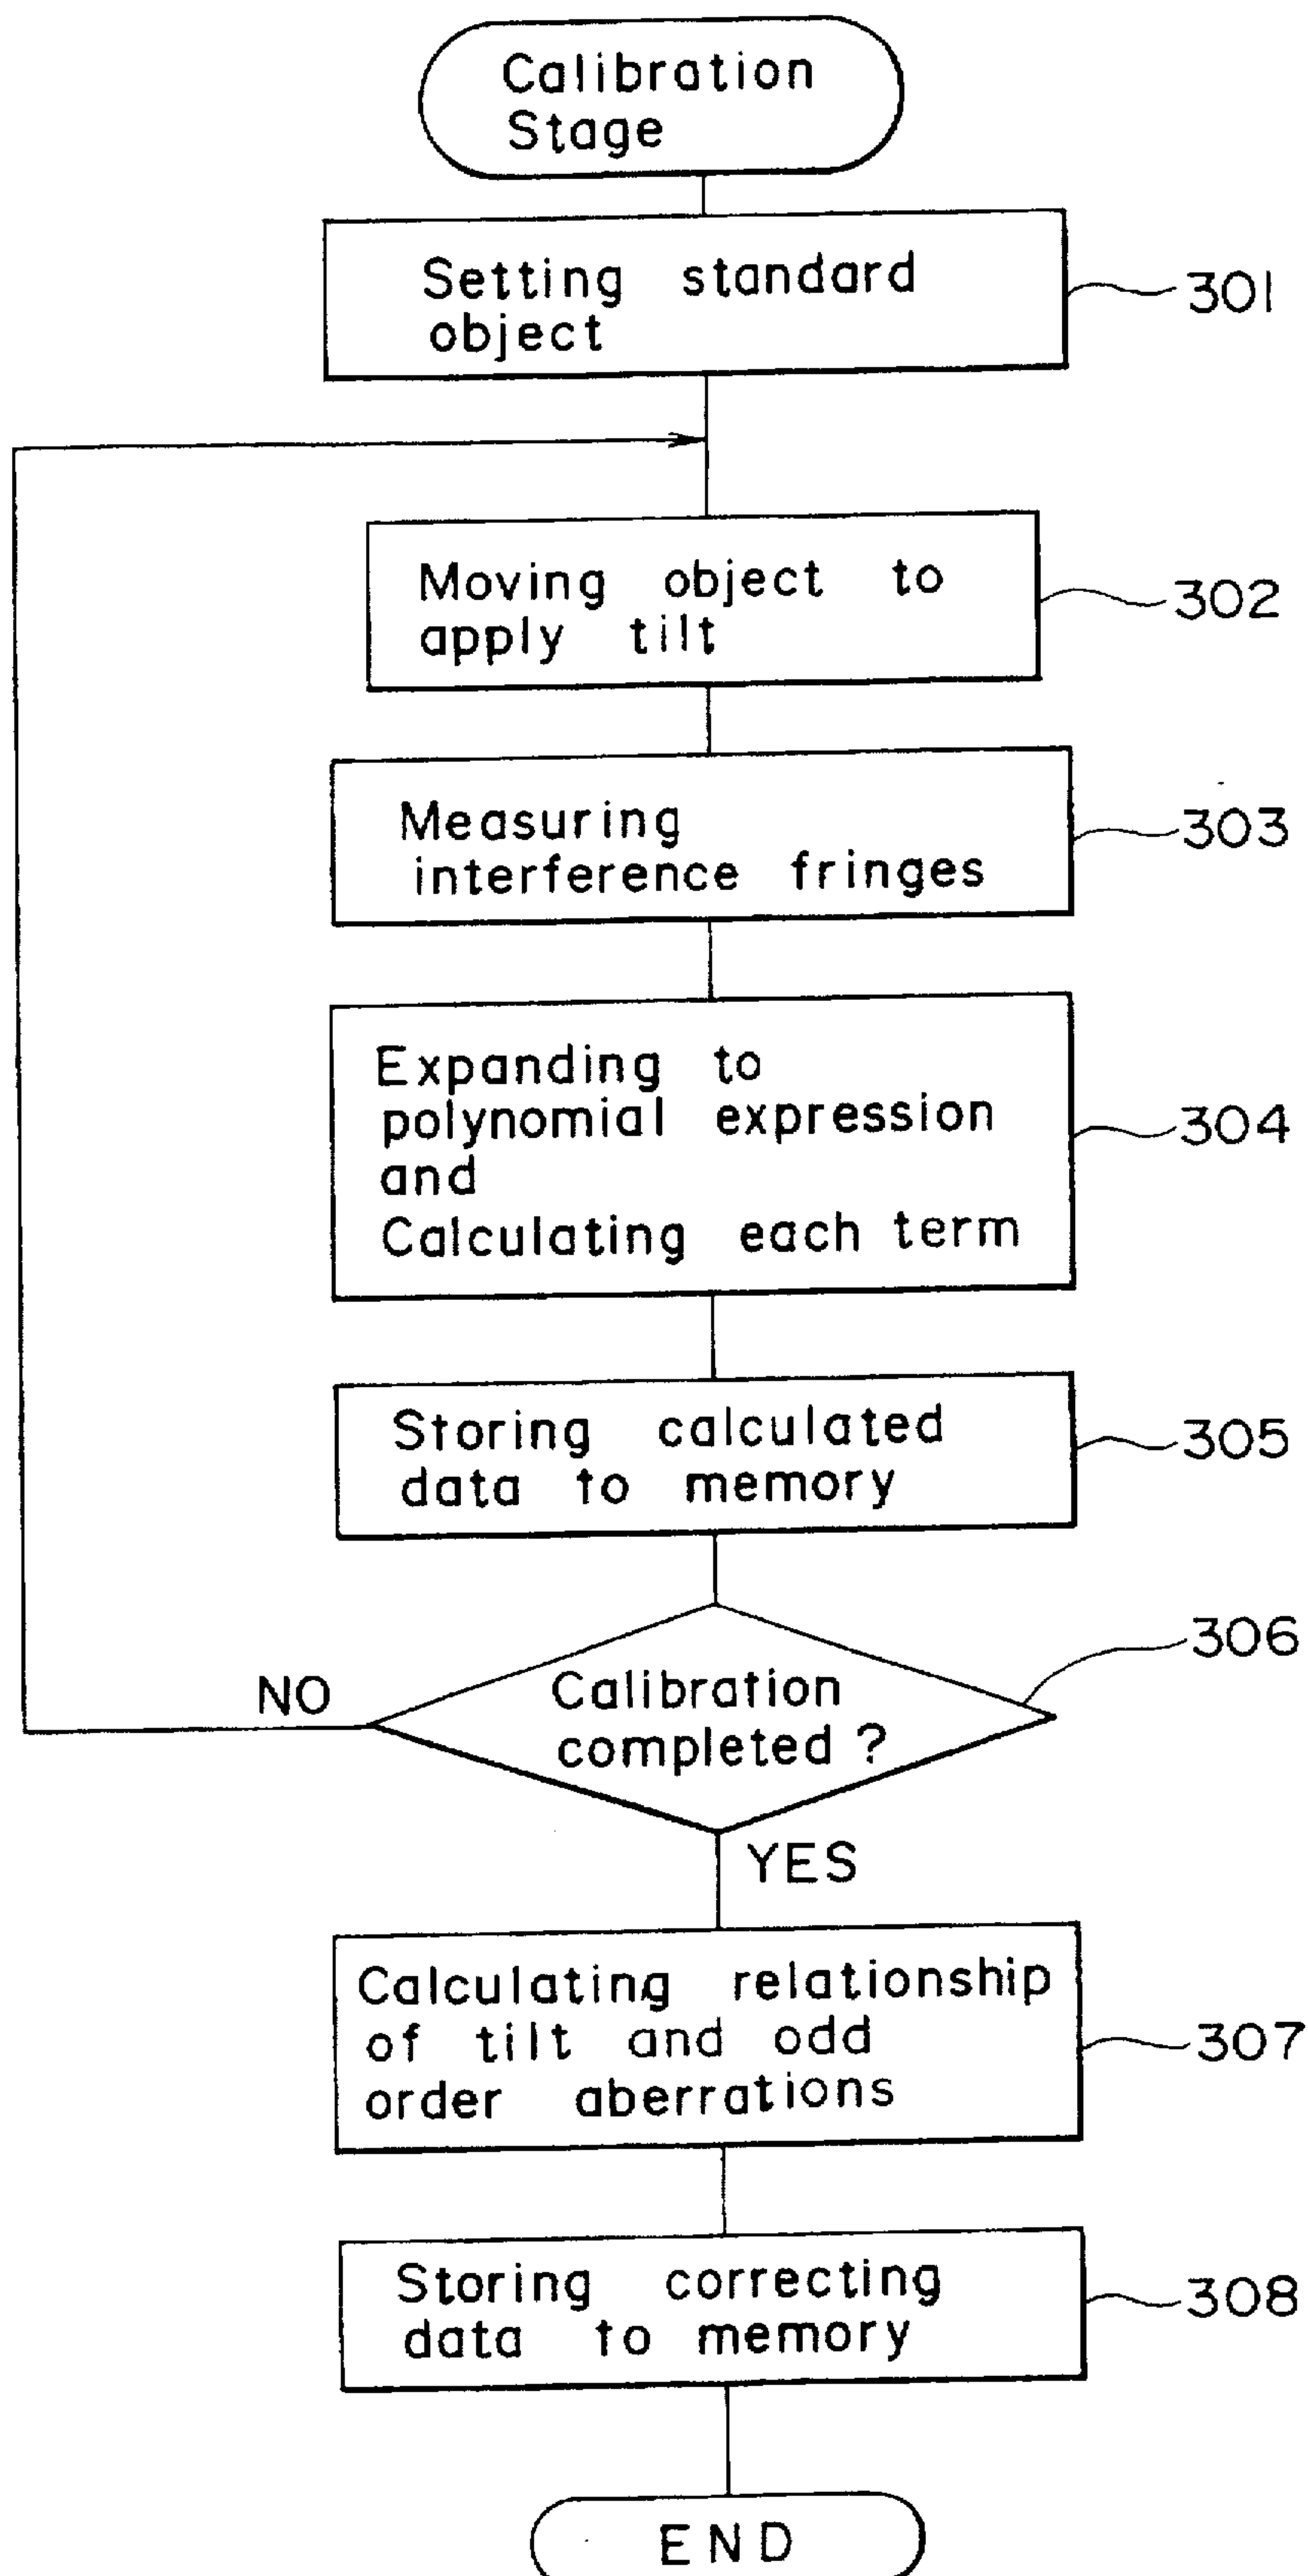 Calibration
Stage
Setting standard
object
301
Moving object to
apply tilt
302
Measuring
interference fringes
303
Expanding to
polynomial expression
and
Calculating each term
304
Storing calculated
data to memory
305
306
Calibration
completed ?
NO
YES
Calculating relationship
of tilt and odd
order aberrations
307
Storing correcting
data to memory
308
END